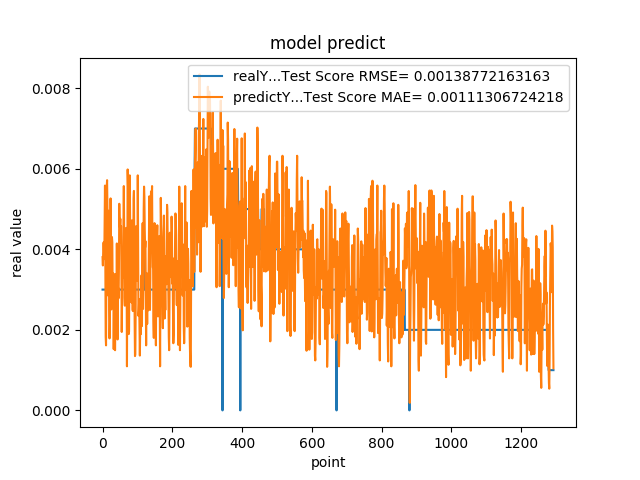 model predict
realY...Test Score RMSE= 0.00138772163163
predictY...Test Score MAE= 0.00111306724218
0.008
0.006
0.004
0.002
0.000
real value
0 200 400 600 800 1000 1200
point